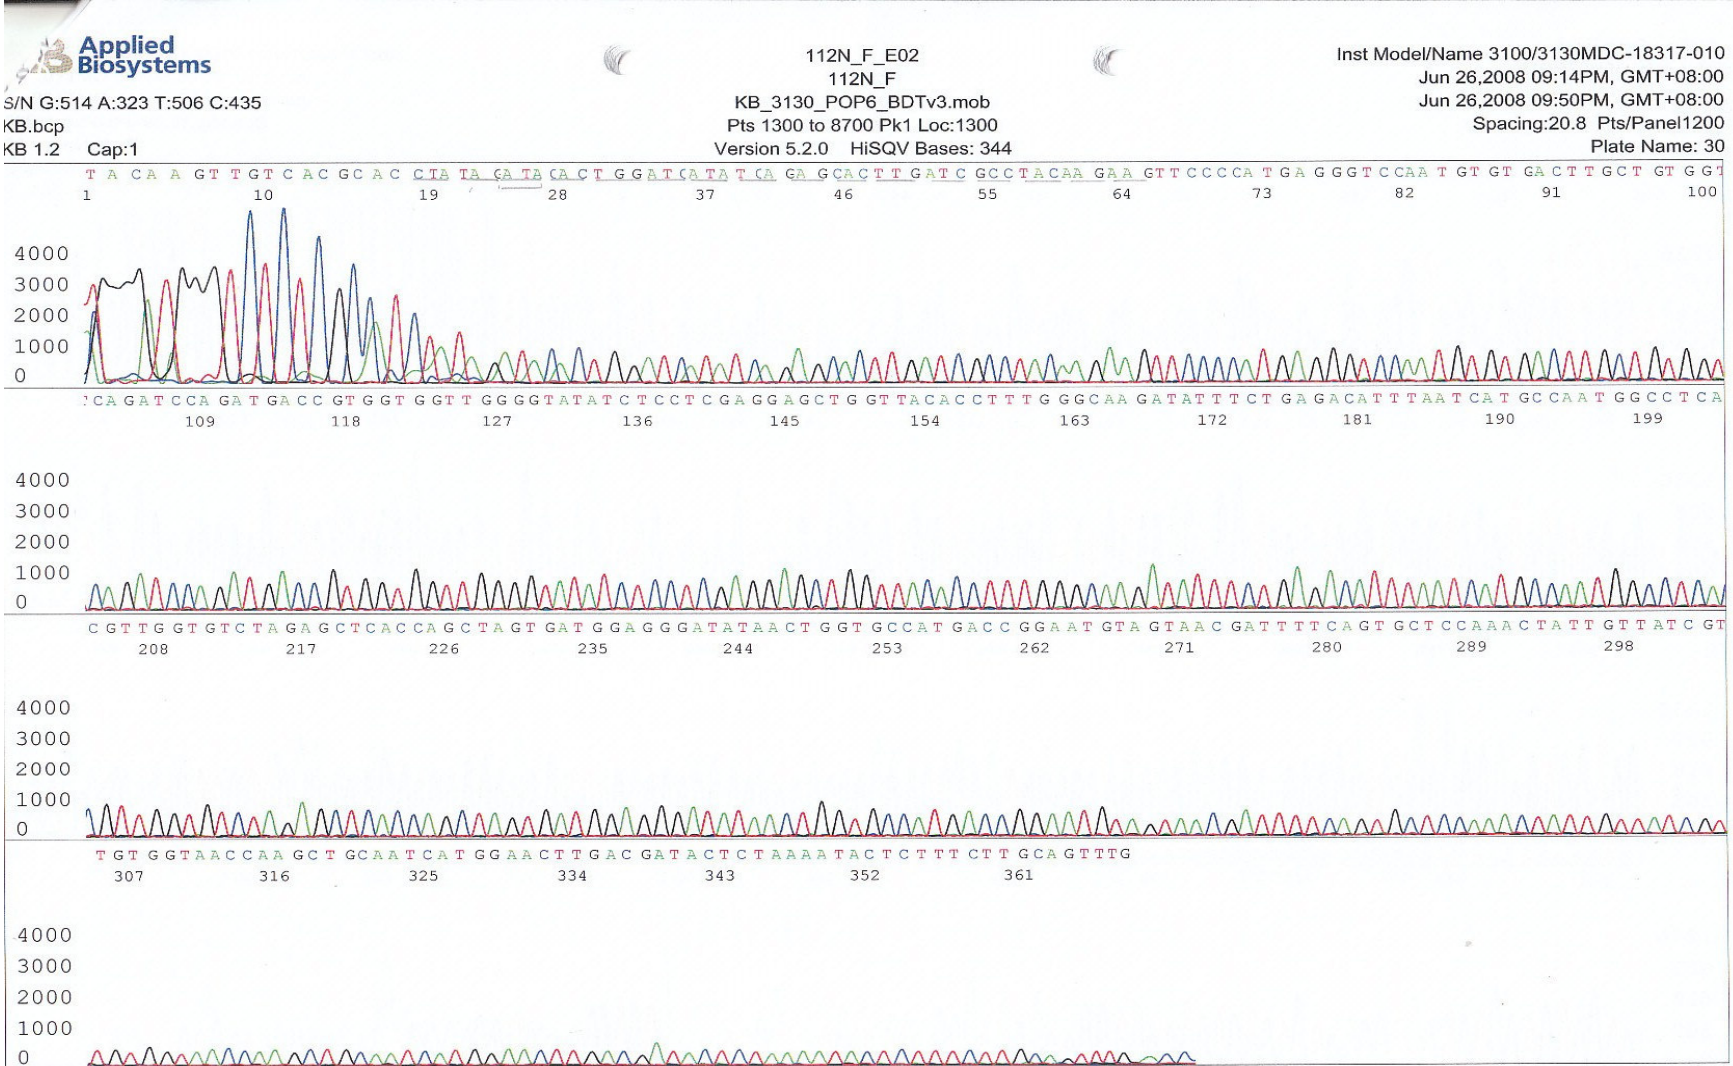 Applied
Biosystems
S/N G:514 A:323 T:506 C:435
KB.bcp
KB 1.2 Cap:1
112N_F_E02
112N_F
KB_3130_POP6_BDTv3.mob
Pts 1300 to 8700 Pk1 Loc:1300
Version 5.2.0 HiSQV Bases: 344
Inst Model/Name 3100/3130MDC-18317-010
Jun 26,2008 09:14PM, GMT+08:00
Jun 26,2008 09:50PM, GMT+08:00
Spacing:20.8 Pts/Panel1200
Plate Name: 30
T A C A A G T T G T C A C G C A C C T A T A G A T A C A C T G G A T C A T A T C A G A G C A C T T G A T C G C C T A C A A G A A G T T C C C C A T G A G G G T C C A A T G T G T G A C T T G C T G T G G T
1 10 19 28 37 46 55 64 73 82 91 100
4000
3000
2000
1000
0
C A G A T C C A G A T G A C C G T G G T G G T T G G G G T A T A T C T C C T C G A G G A G C T G G T T A C A C C T T T G G G C A A G A T A T T T C T G A G A C A T T T A A T C A T G C C A A T G G C C T C A
109 118 127 136 145 154 163 172 181 190 199
4000
3000
2000
1000
0
C G T T G G T G T C T A G A G C T C A C C A G C T A G T G A T G G A G G G A T A T A A C T G G T G C C A T G A C C G G A A T G T A G T A A C G A T T T T C A G T G C T C C A A A C T A T T G T T A T C G T
208 217 226 235 244 253 262 271 280 289 298
4000
3000
2000
1000
0
T G T G G T A A C C A A G C T G C A A T C A T G G A A C T T G A C G A T A C T C T A A A A T A C T C T T T C T T G C A G T T T G
307 316 325 334 343 352 361
4000
3000
2000
1000
0